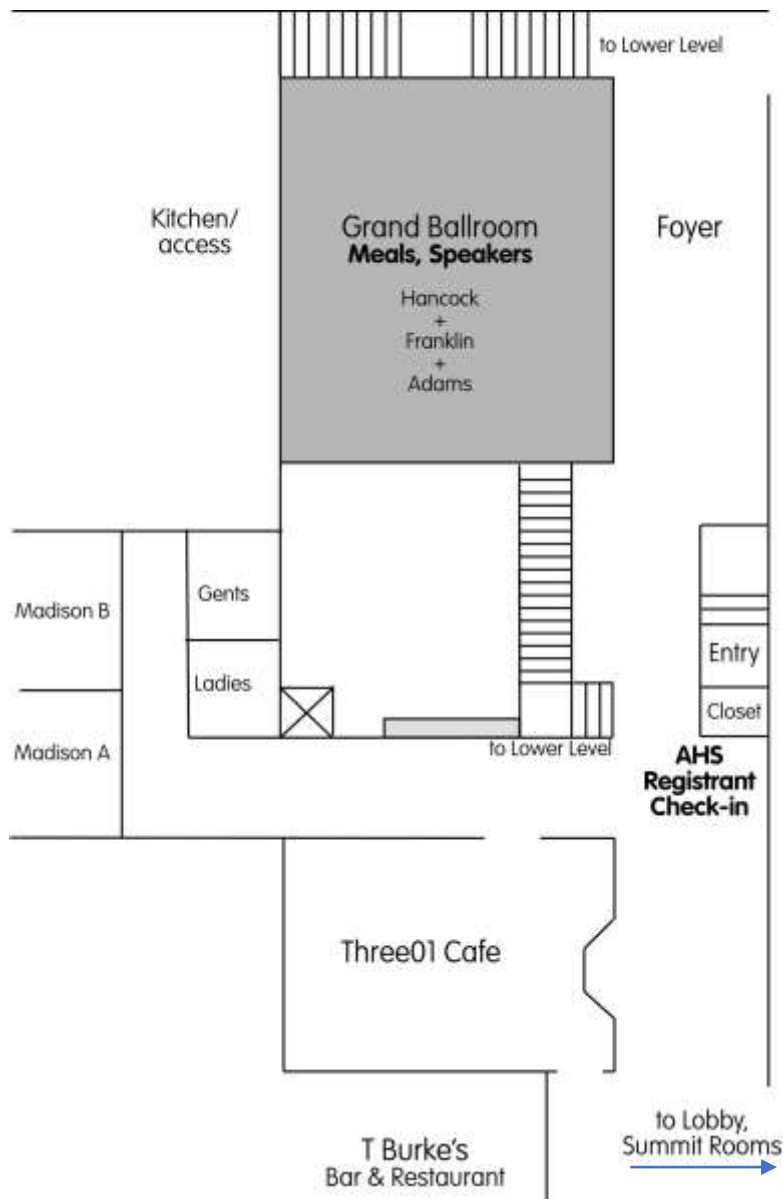 to Lower Level
Kitchen/
access
Grand Ballroom
Meals, Speakers
Hancock
+
Franklin
+
Adams
Foyer
Madison B
Gents
Ladies
Entry
Closet
Madison A
to Lower Level
AHS
Registrant
Check-in
Three01 Cafe
T Burke's
Bar & Restaurant
to Lobby,
Summit Rooms